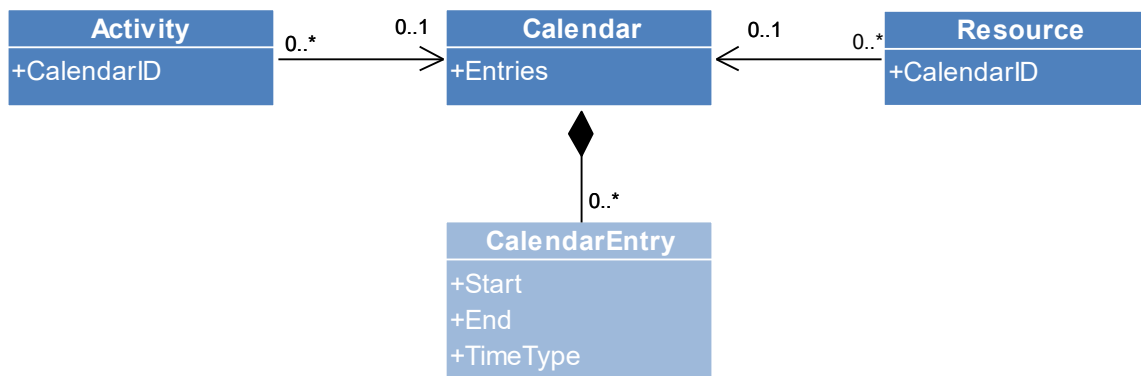 Activity
+CalendarID
0..*
0..1
Calendar
+Entries
0..1
0..*
Resource
+CalendarID
0..*
CalendarEntry
+Start
+End
+TimeType